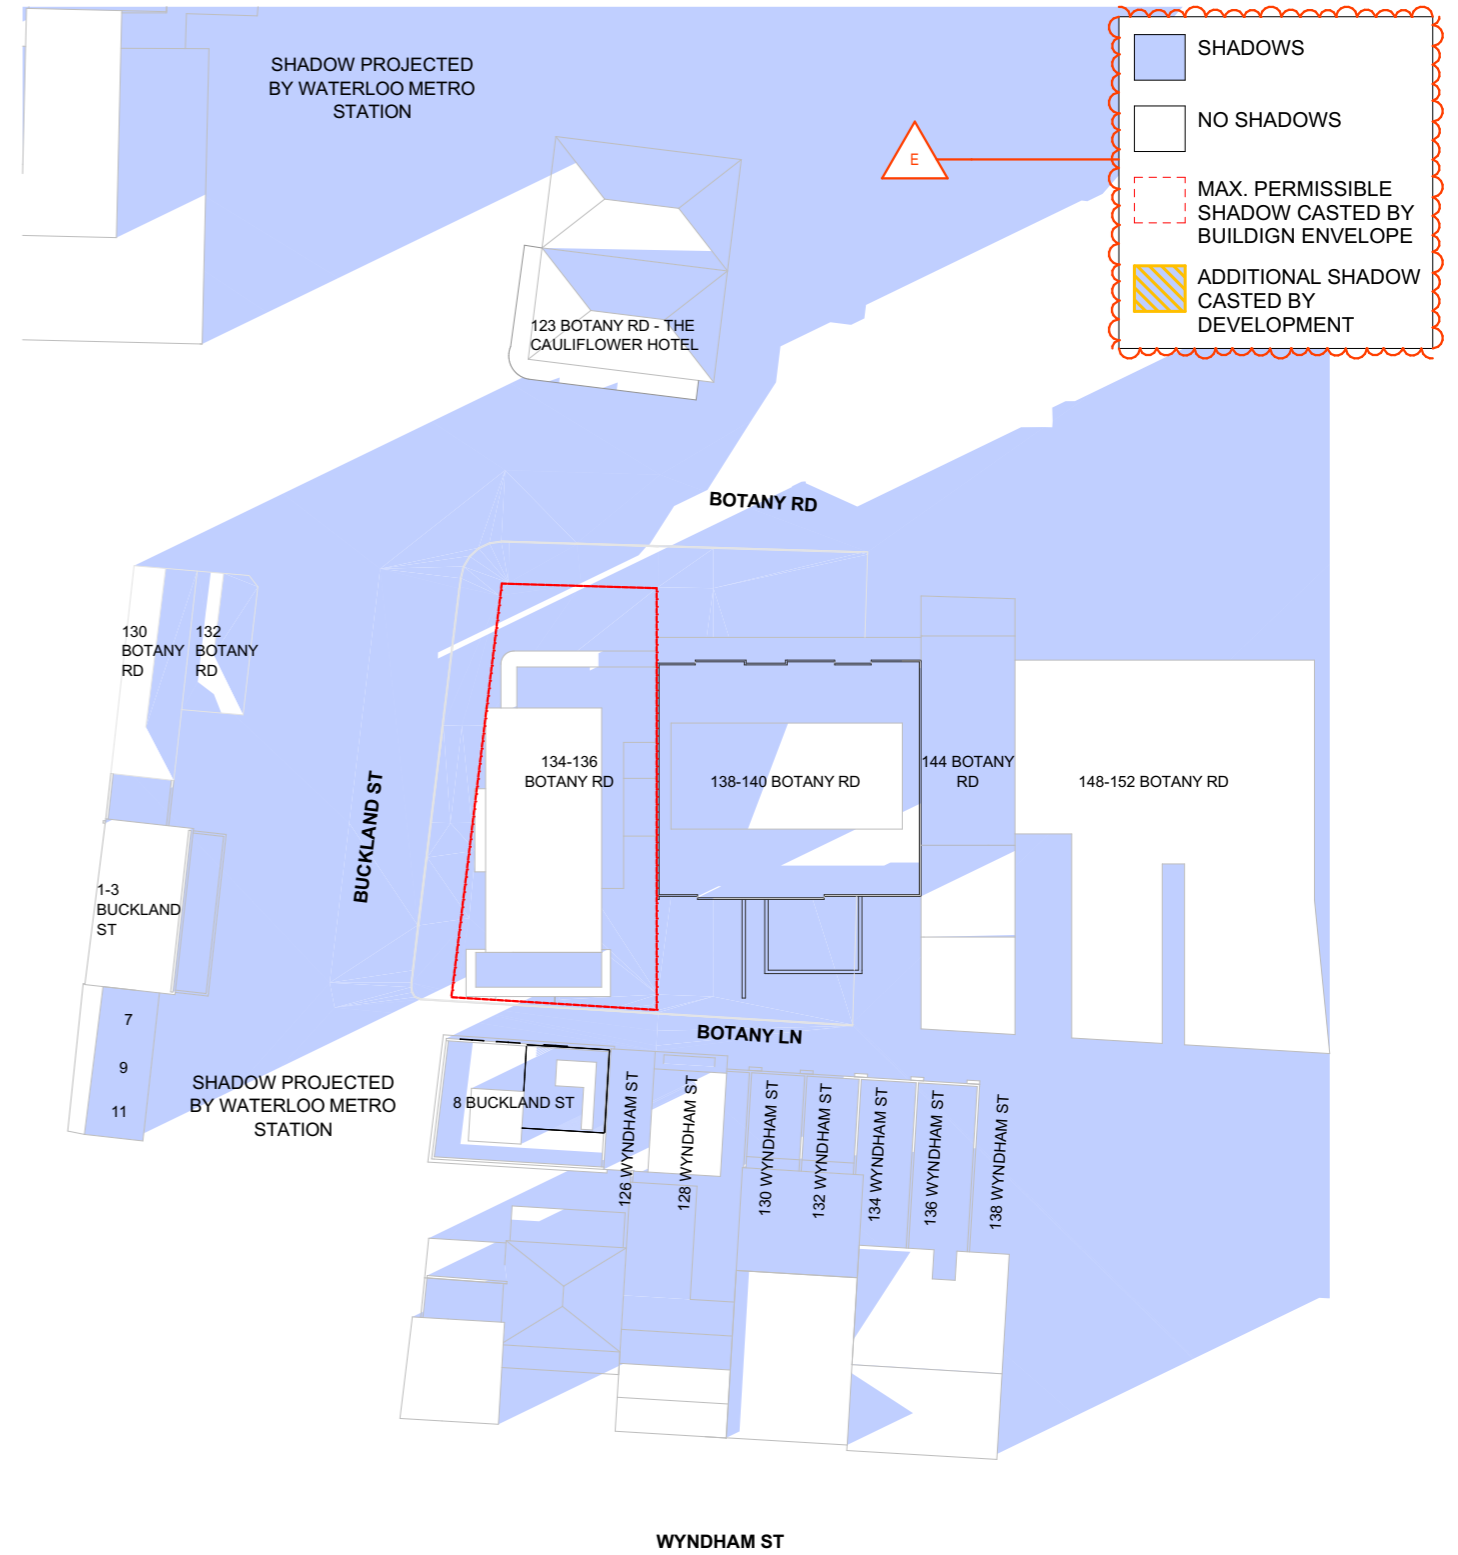 SHADOW PROJECTED
BY WATERLOO METRO
STATION
E
SHADOWS
NO SHADOWS
MAX. PERMISSIBLE
SHADOW CASTED BY
BUILDIGN ENVELOPE
ADDITIONAL SHADOW
CASTED BY
DEVELOPMENT
123 BOTANY RD - THE
CAULIFLOWER HOTEL
BOTANY RD
130
BOTANY
RD
132
BOTANY
RD
BUCKLAND ST
134-136
BOTANY RD
138-140 BOTANY RD
144 BOTANY
RD
148-152 BOTANY RD
1-3
BUCKLAND
ST
7
9
11
SHADOW PROJECTED
BY WATERLOO METRO
STATION
BOTANY LN
8 BUCKLAND ST
126 WYNDHAM ST
128 WYNDHAM ST
130 WYNDHAM ST
132 WYNDHAM ST
134 WYNDHAM ST
136 WYNDHAM ST
138 WYNDHAM ST
WYNDHAM ST